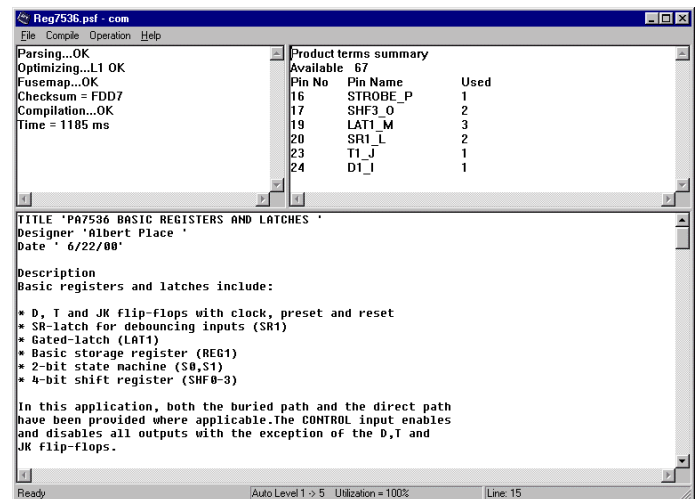 Reg7536.psf - com
File Compile Operation Help
Parsing...OK
Optimizing...L1 OK
Fusemap...OK
Checksum = FDD7
Compilation...OK
Time = 1185 ms
Product terms summary
Available 67
Pin No Pin Name Used
16 STROBE_P 1
17 SHF3_O 2
19 LAT1_M 3
20 SR1_L 2
23 T1_J 1
24 D1_I 1
TITLE 'PA7536 BASIC REGISTERS AND LATCHES '
Designer 'Albert Place '
Date ' 6/22/00'
Description
Basic registers and latches include:
* D, T and JK flip-flops with clock, preset and reset
* SR-latch for debouncing inputs (SR1)
* Gated-latch (LAT1)
* Basic storage register (REG1)
* 2-bit state machine (S0,S1)
* 4-bit shift register (SHF0-3)
In this application, both the buried path and the direct path
have been provided where applicable.The CONTROL input enables
and disables all outputs with the exception of the D,T and
JK flip-flops.
Ready Auto Level 1 -> 5 Utilization = 100% Line: 15